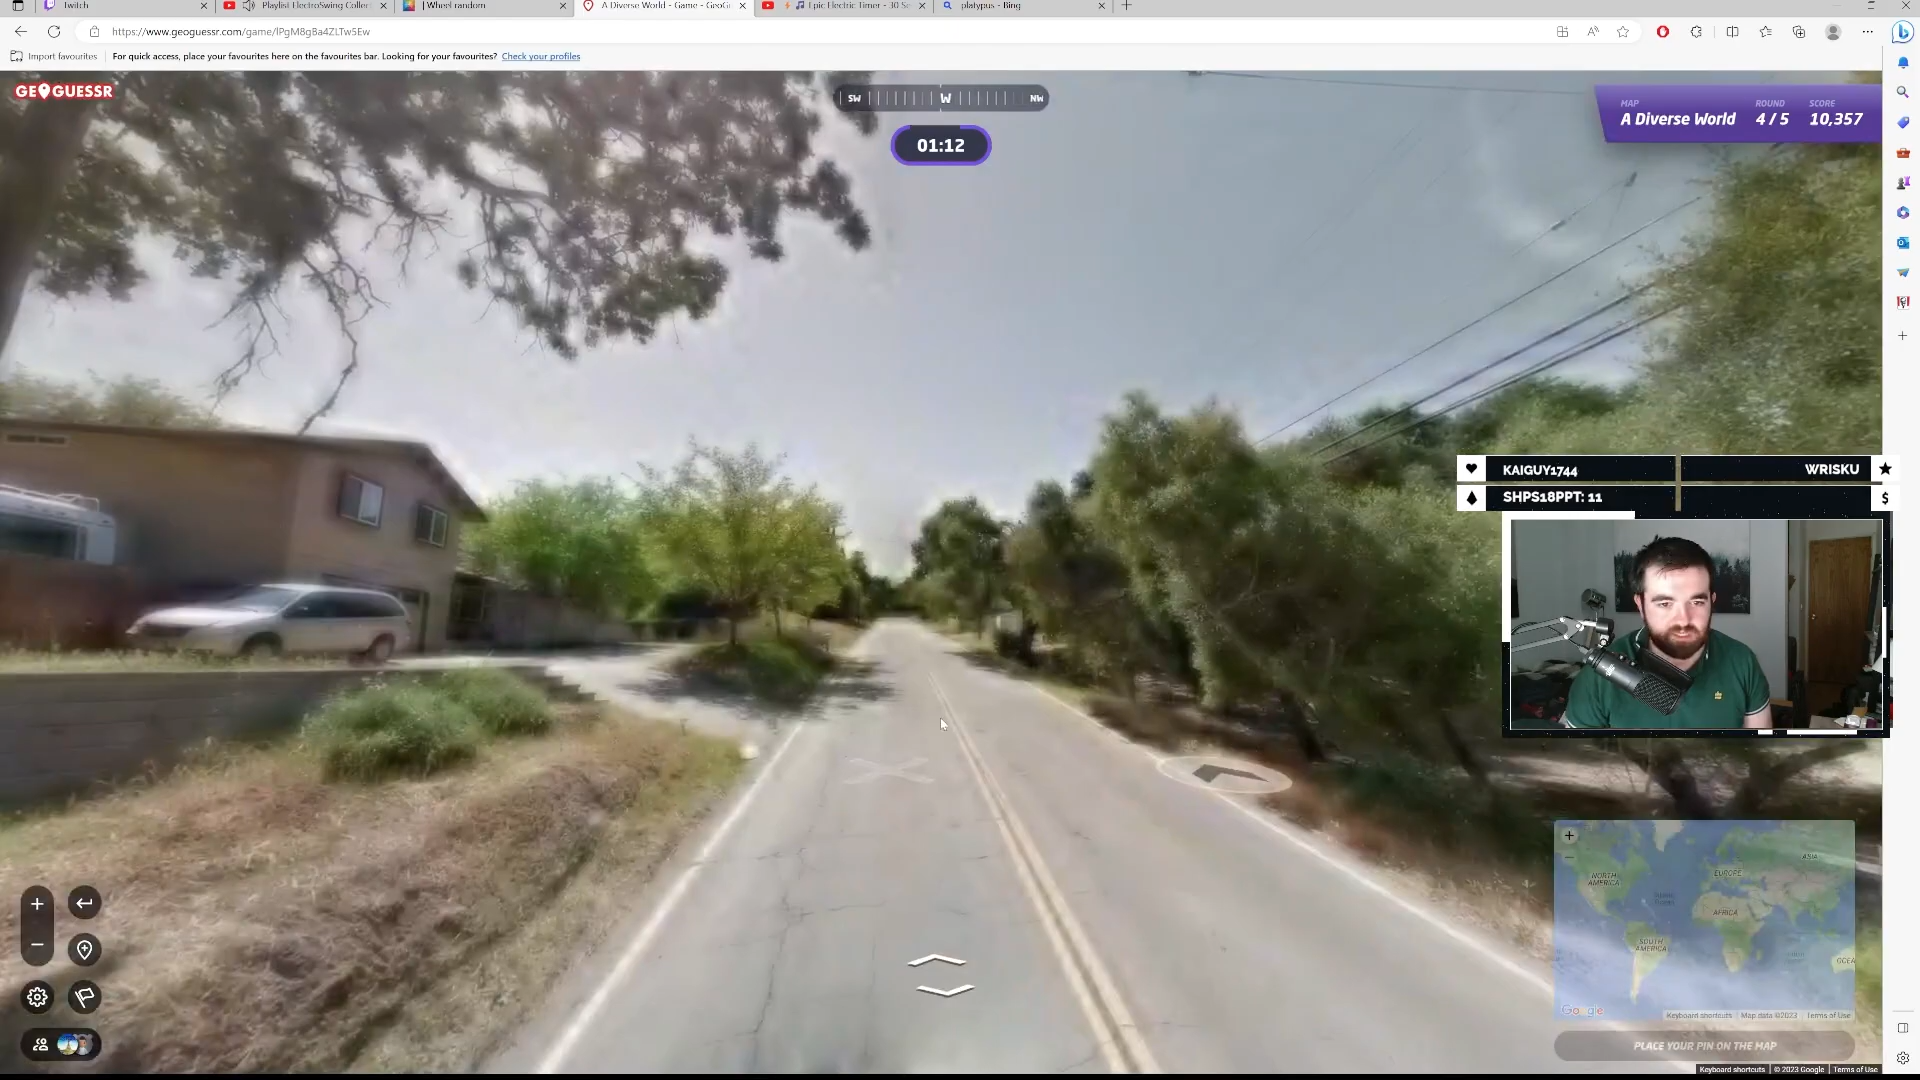 Twitch
Playlist ElectroSwing Collec
| Wheel random
A Diverse World - Game - GeoG
Epic Electric Timer - 30 Se
platypus - Bing
https://www.geoguessr.com/game/lPgM8gBa4ZLTw5Ew
Import favourites
For quick access, place your favourites here on the favourites bar. Looking for your favourites? Check your profiles
GEOGUESSR
SW W NW
01:12
MAP ROUND SCORE
A Diverse World 4 / 5 10,357
KAIGUY1744 WRISKU
SHPS18PPT: 11 $
ASIA
EUROPE
NORTH AMERICA
AFRICA
SOUTH AMERICA
OCEA
Google
Keyboard shortcuts Map data ©2023 Terms of Use
PLACE YOUR PIN ON THE MAP
Keyboard shortcuts © 2023 Google Terms of Use